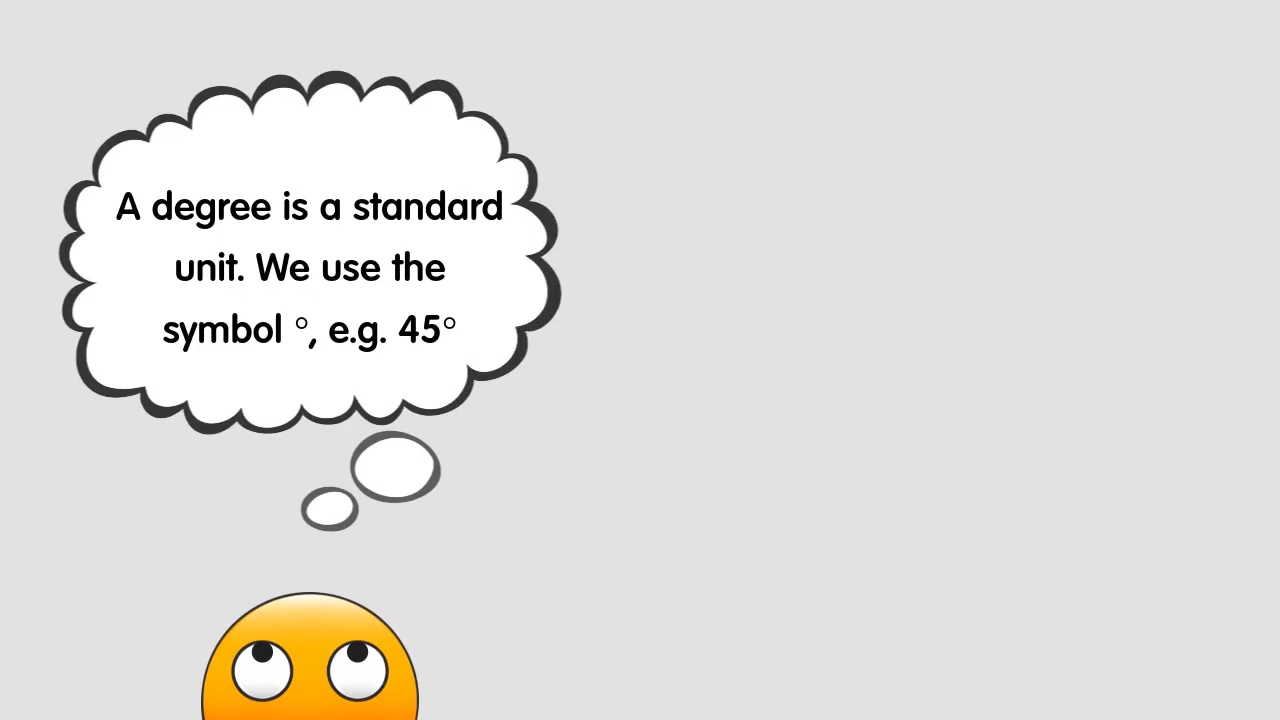 A degree is a standard
unit. We use the
symbol °, e.g. 45°